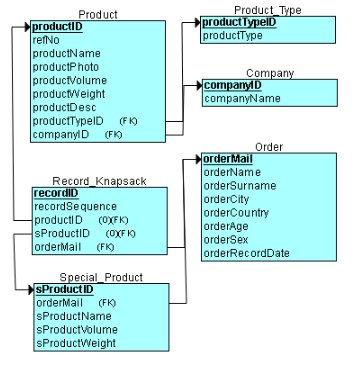 Product
productID
refNo
productName
productPhoto
productVolume
productWeight
productDesc
productTypeID (FK)
companyID (FK)
Product_Type
productTypeID
productType
Company
companyID
companyName
Record_Knapsack
recordID
recordSequence
productID (0)(FK)
sProductID (0)(FK)
orderMail (FK)
Order
orderMail
orderName
orderSurname
orderCity
orderCountry
orderAge
orderSex
orderRecordDate
Special_Product
sProductID
orderMail (FK)
sProductName
sProductVolume
sProductWeight